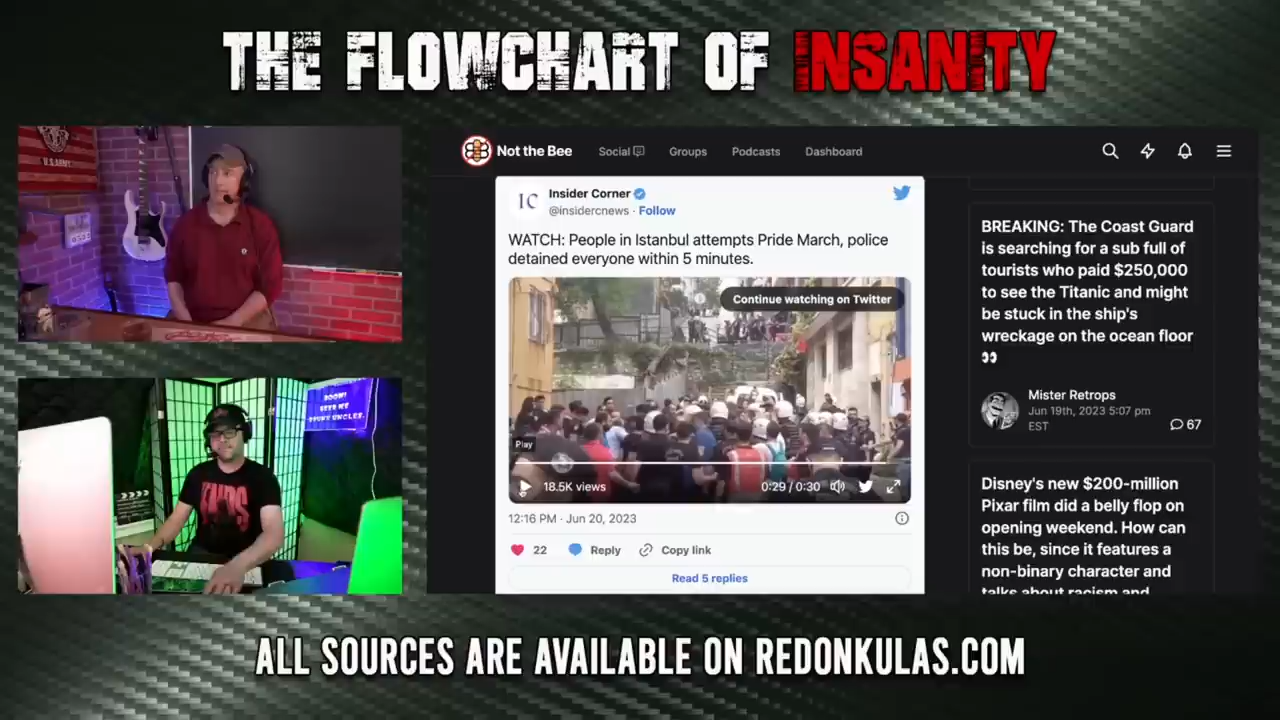 THE FLOWCHART OF INSANITY
U.S. ARMY
Not the Bee
Social
Groups
Podcasts
Dashboard
IC
Insider Corner
@insidercnews · Follow
WATCH: People in Istanbul attempts Pride March, police
detained everyone within 5 minutes.
Continue watching on Twitter
Play
18.5K views
0:29 / 0:30
12:16 PM · Jun 20, 2023
22
Reply
Copy link
Read 5 replies
BREAKING: The Coast Guard
is searching for a sub full of
tourists who paid $250,000
to see the Titanic and might
be stuck in the ship's
wreckage on the ocean floor
👀
Mister Retrops
Jun 19th, 2023 5:07 pm
EST
67
Disney's new $200-million
Pixar film did a belly flop on
opening weekend. How can
this be, since it features a
non-binary character and
talks about racism and
ALL SOURCES ARE AVAILABLE ON REDONKULAS.COM